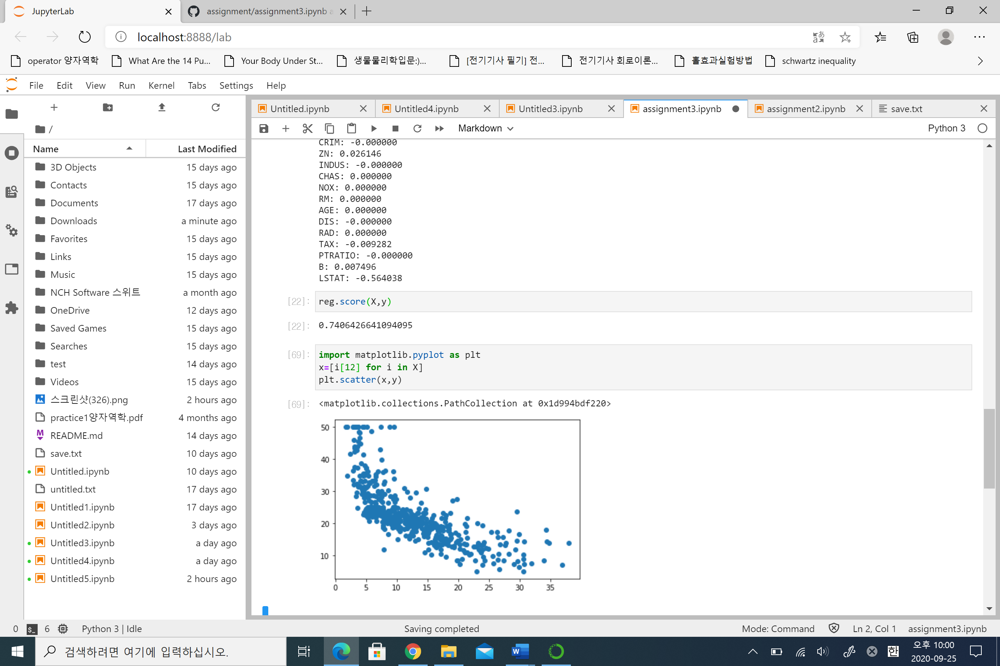 JupyterLab
assignment/assignment3.ipynb a
localhost:8888/lab
operator 양자역학
What Are the 14 Pu...
Your Body Under St...
생물물리학입문:)...
[전기기사 필기] 전...
전기기사 회로이론...
홀효과실험방법
schwartz inequality
File Edit View Run Kernel Tabs Settings Help
/
Name Last Modified
3D Objects 15 days ago
Contacts 15 days ago
Documents 17 days ago
Downloads a minute ago
Favorites 15 days ago
Links 15 days ago
Music 15 days ago
NCH Software 스위트 a month ago
OneDrive 12 days ago
Saved Games 15 days ago
Searches 15 days ago
test 14 days ago
Videos 15 days ago
스크린샷(326).png 2 hours ago
practice1양자역학.pdf 4 months ago
README.md 14 days ago
save.txt 10 days ago
Untitled.ipynb 10 days ago
untitled.txt 17 days ago
Untitled1.ipynb 17 days ago
Untitled2.ipynb 3 days ago
Untitled3.ipynb a day ago
Untitled4.ipynb a day ago
Untitled5.ipynb 2 hours ago
Untitled.ipynb
Untitled4.ipynb
Untitled3.ipynb
assignment3.ipynb
assignment2.ipynb
save.txt
Markdown
Python 3
CRIM: -0.000000
ZN: 0.026146
INDUS: -0.000000
CHAS: 0.000000
NOX: 0.000000
RM: 0.000000
AGE: 0.000000
DIS: -0.000000
RAD: 0.000000
TAX: -0.009282
PTRATIO: -0.000000
B: 0.007496
LSTAT: -0.564038
[22]: reg.score(X,y)
[22]: 0.7406426641094095
[69]: import matplotlib.pyplot as plt
x=[i[12] for i in X]
plt.scatter(x,y)
[69]: <matplotlib.collections.PathCollection at 0x1d994bdf220>
50
40
30
20
10
0 5 10 15 20 25 30 35
0 $_ 6 Python 3 | Idle
Saving completed
Mode: Command
Ln 2, Col 1
assignment3.ipynb
검색하려면 여기에 입력하십시오.
한
오후 10:00
2020-09-25